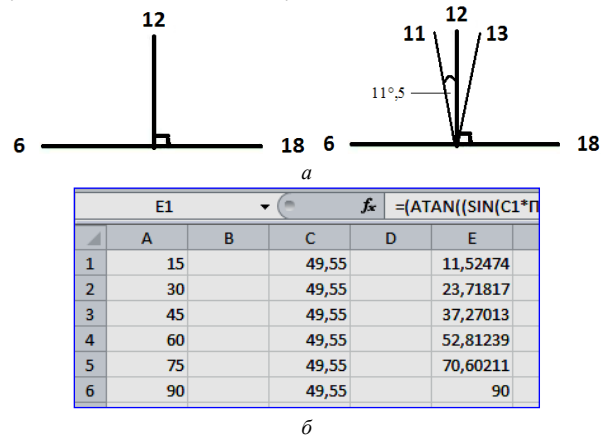 12
6 18
12
11 13
11°,5
6 18
а
E1 fx =(ATAN((SIN(C1*П
A B C D E
1 15 49,55 11,52474
2 30 49,55 23,71817
3 45 49,55 37,27013
4 60 49,55 52,81239
5 75 49,55 70,60211
6 90 49,55 90
б